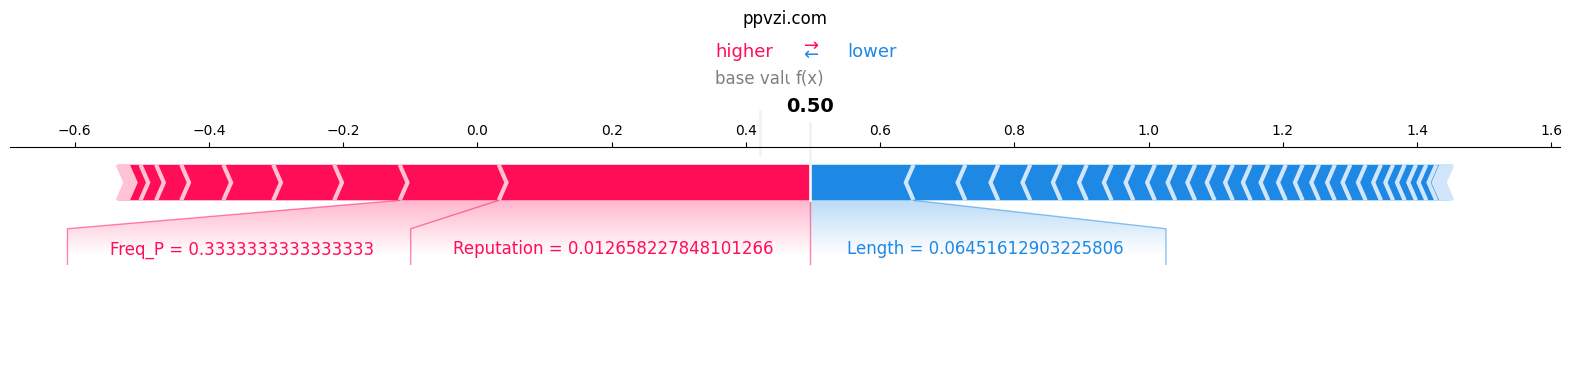 ppvzi.com
higher ⇄ lower
base valu f(x)
0.50
−0.6 −0.4 −0.2 0.0 0.2 0.4 0.6 0.8 1.0 1.2 1.4 1.6
Freq_P = 0.3333333333333333 Reputation = 0.012658227848101266 Length = 0.06451612903225806